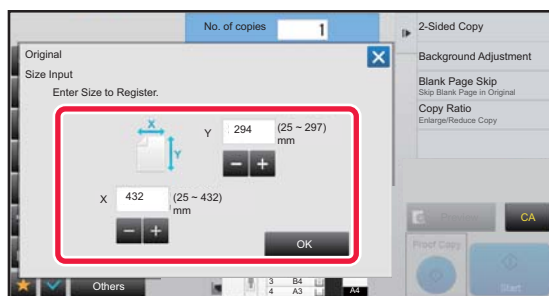 No. of copies 1
2-Sided Copy
Original
Background Adjustment
Size Input
Blank Page Skip
Skip Blank Page in Original
Enter Size to Register.
Copy Ratio
Enlarge/Reduce Copy
X
Y
Y 294 (25 ~ 297)
mm
X 432 (25 ~ 432)
mm
OK
Preview
CA
Proof Copy
Start
Others
3 B4
4 A3
A4